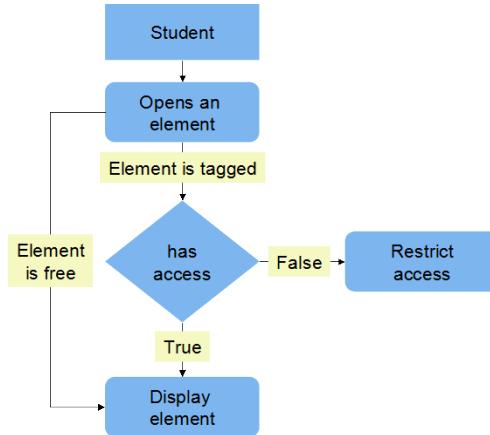 Student
Opens an
element
Element is tagged
has
access
False
Restrict
access
Element
is free
True
Display
element